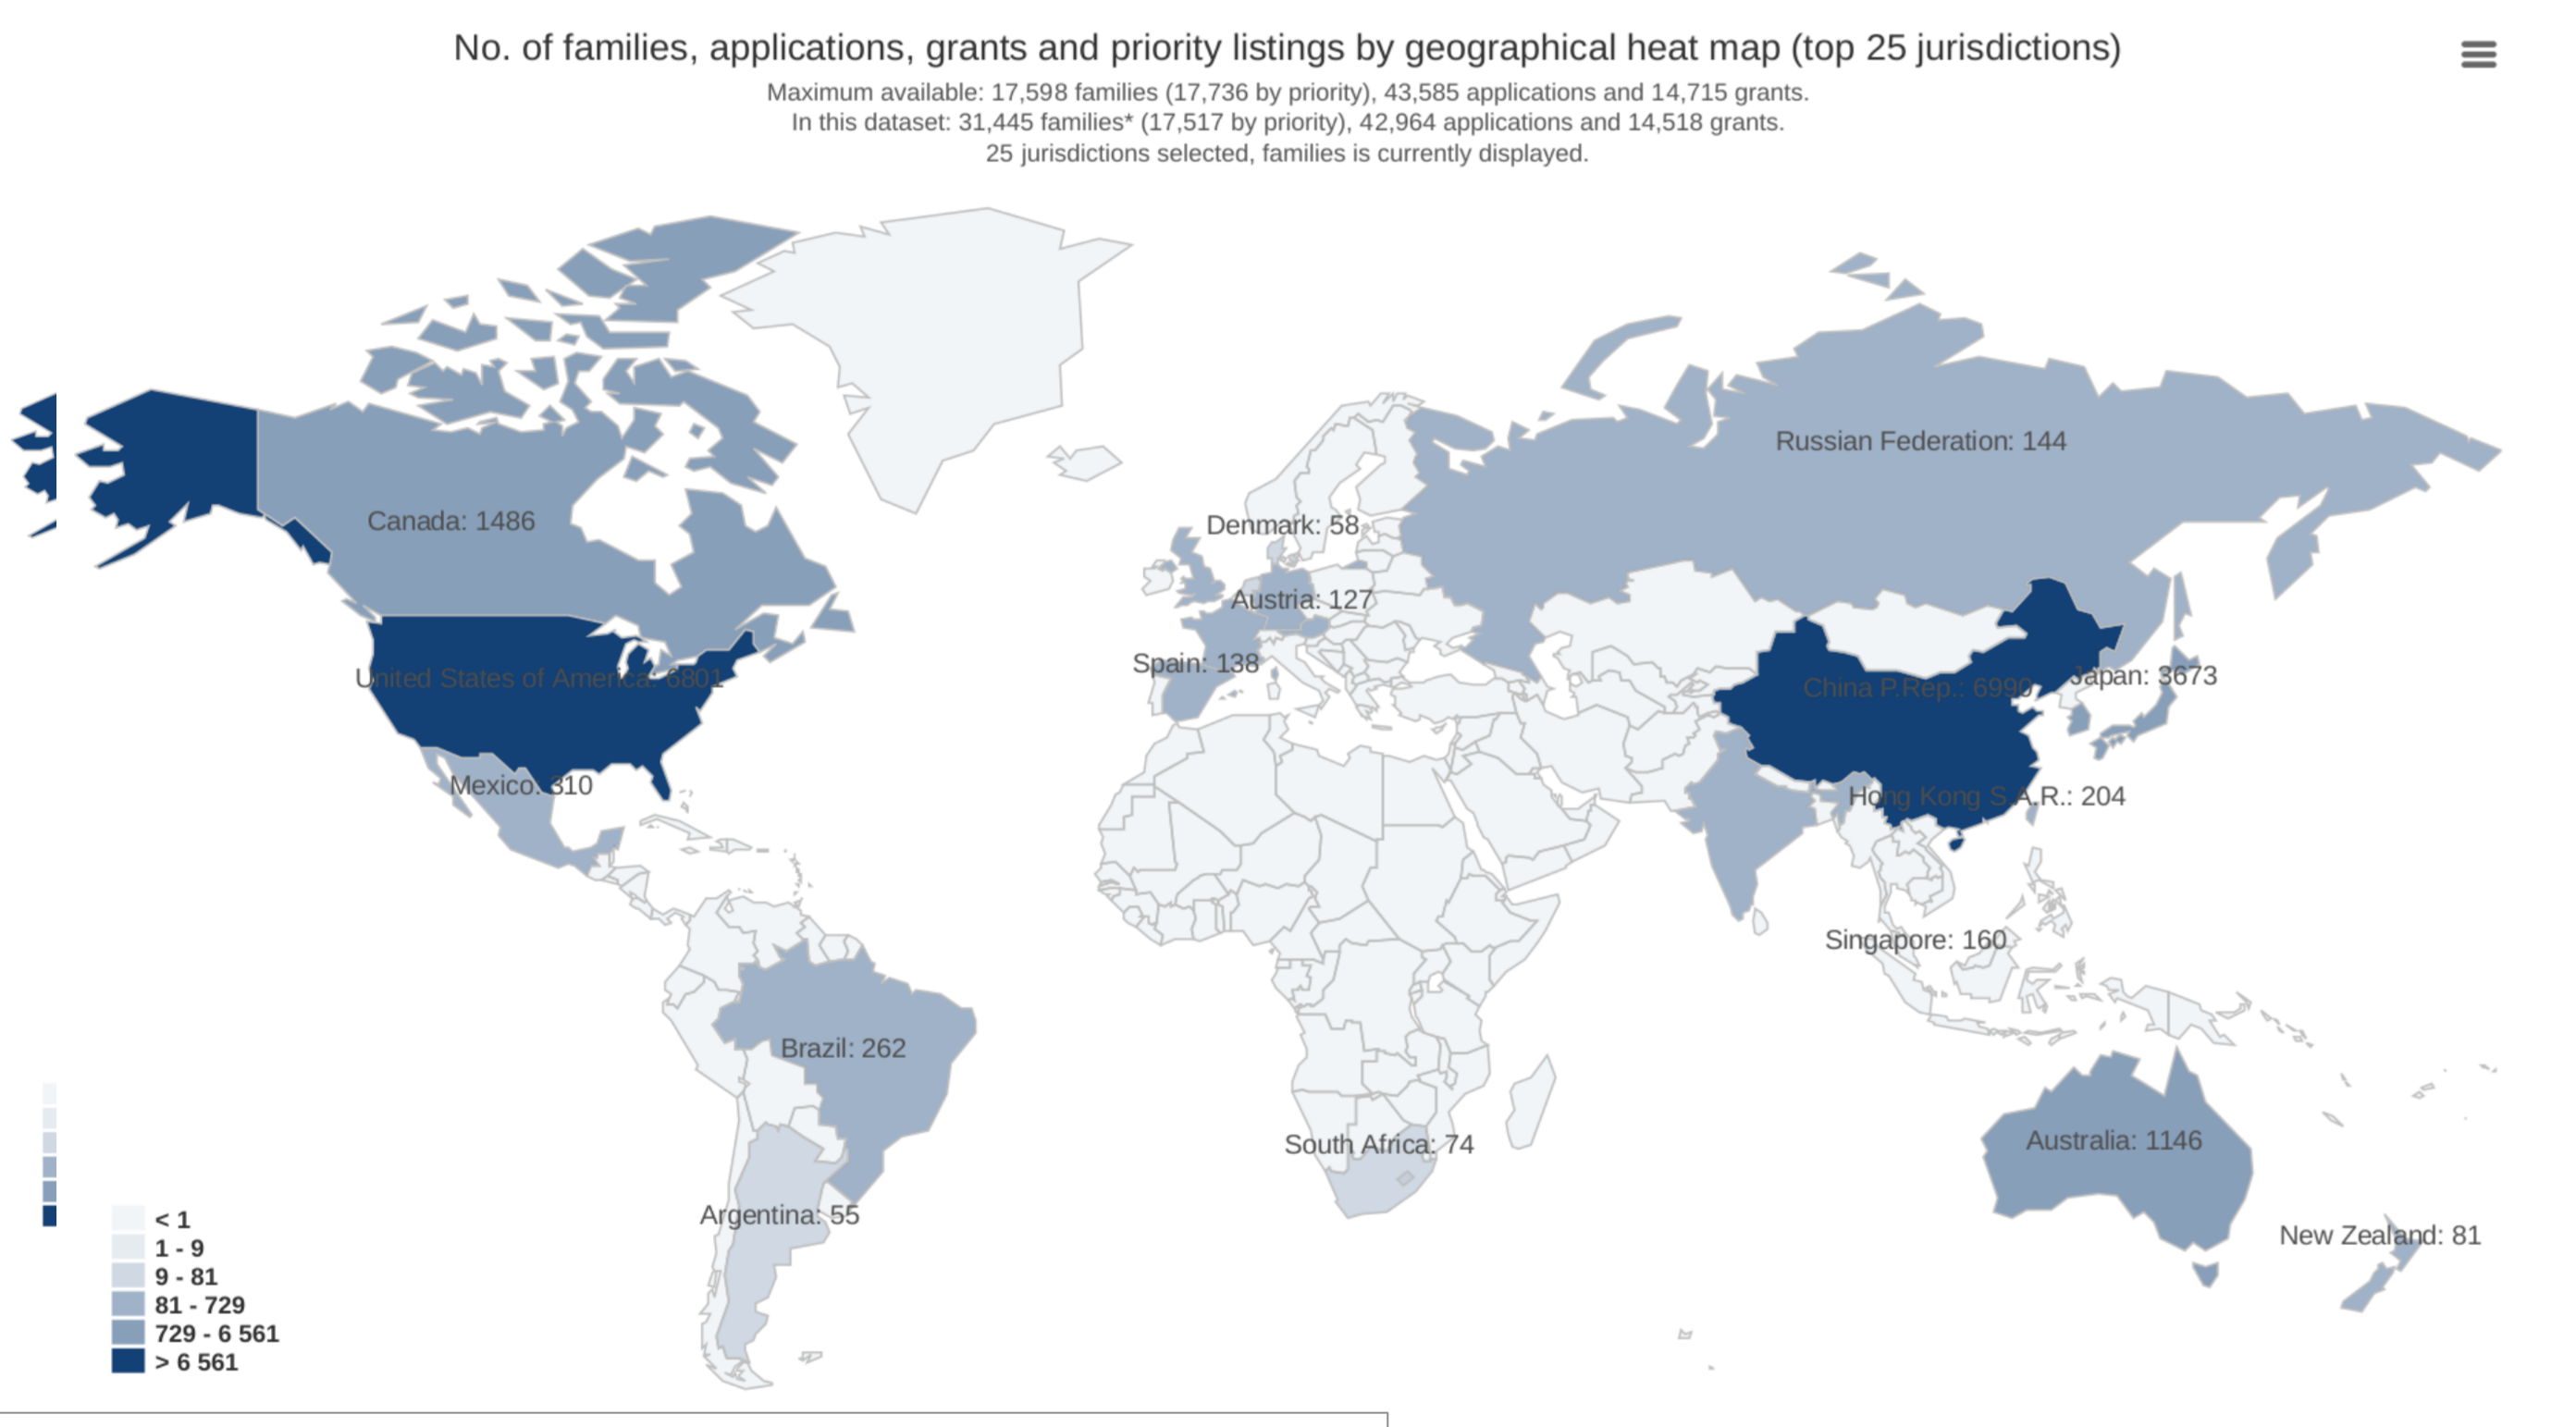 No. of families, applications, grants and priority listings by geographical heat map (top 25 jurisdictions)
Maximum available: 17,598 families (17,736 by priority), 43,585 applications and 14,715 grants.
In this dataset: 31,445 families* (17,517 by priority), 42,964 applications and 14,518 grants.
25 jurisdictions selected, families is currently displayed.
Russian Federation: 144
Canada: 1486
Denmark: 58
Austria: 127
Spain: 138
United States of America: 6801
China P.Rep.: 6990
Japan: 3673
Mexico: 310
Hong Kong S.A.R.: 204
Singapore: 160
Brazil: 262
South Africa: 74
Australia: 1146
Argentina: 55
New Zealand: 81
< 1
1 - 9
9 - 81
81 - 729
729 - 6 561
> 6 561